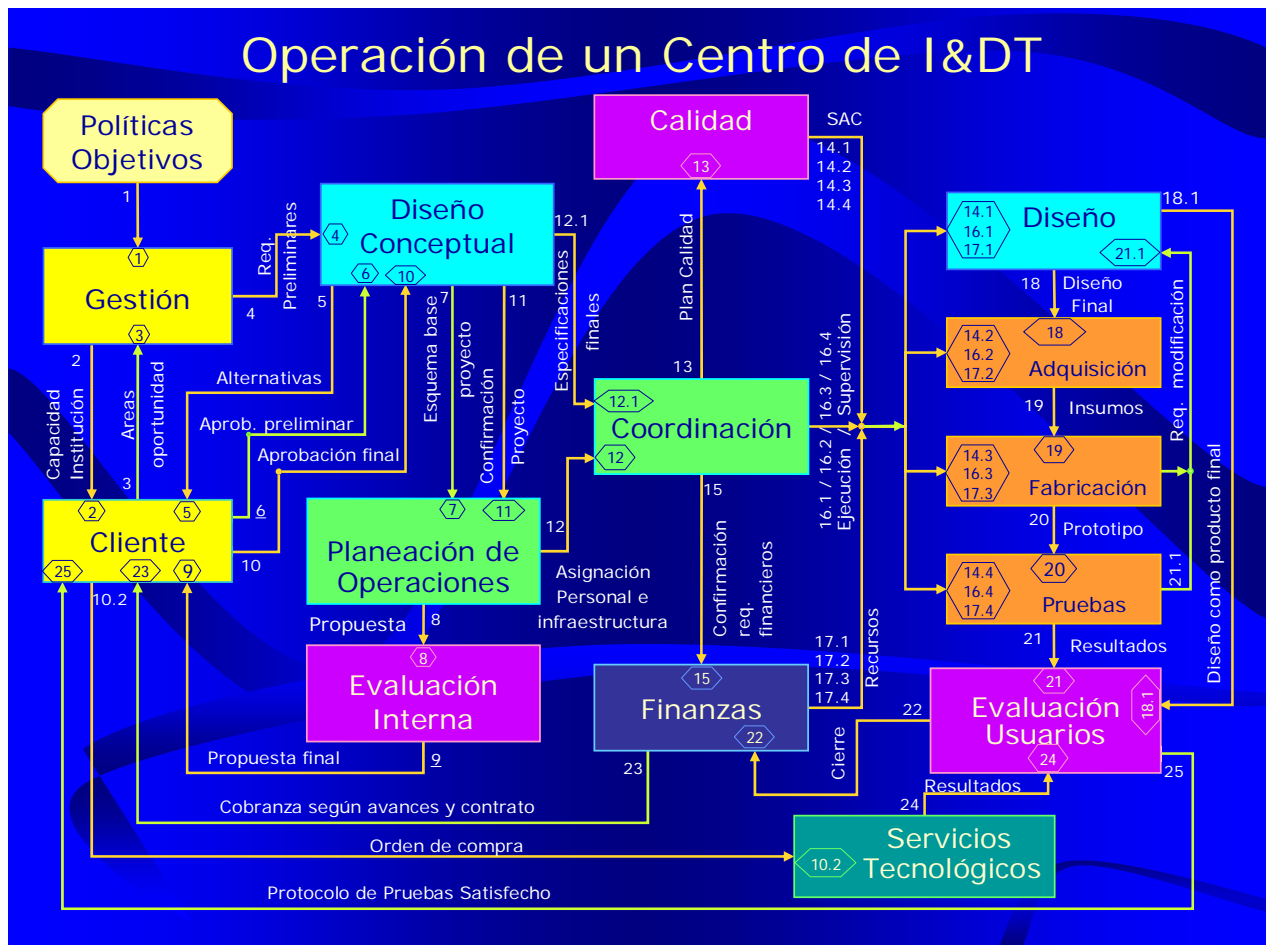 Operación de un Centro de I&DT
Políticas
Objetivos
1
1
Gestión
3
2
Capacidad
Institución
3
Areas
oportunidad
4
Req.
Preliminares
4
Diseño
Conceptual
6
10
5
Alternativas
Aprob. preliminar
Aprobación final
7
Esquema base
proyecto
11
Confirmación
Proyecto
12.1
Especificaciones
finales
2
5
Cliente
25
23
9
6
10
10.2
7
11
Planeación de
Operaciones
12
Asignación
Personal e
infraestructura
Propuesta
8
8
Evaluación
Interna
Propuesta final
9
Calidad
13
SAC
14.1
14.2
14.3
14.4
Plan Calidad
13
12.1
Coordinación
12
15
Confirmación
req.
financieros
16.1 / 16.2 / 16.3 / 16.4
Ejecución / Supervisión
15
Finanzas
22
17.1
17.2
17.3
17.4
Recursos
23
Cobranza según avances y contrato
14.1
16.1
17.1
Diseño
21.1
18.1
18
Diseño
Final
14.2
16.2
17.2
18
Adquisición
19
Insumos
14.3
16.3
17.3
19
Fabricación
20
Prototipo
14.4
16.4
17.4
20
Pruebas
21.1
Req. modificación
Diseño como producto final
21
Resultados
21
Evaluación
Usuarios
18.1
24
22
Cierre
25
Resultados
24
Orden de compra
10.2
Servicios
Tecnológicos
Protocolo de Pruebas Satisfecho